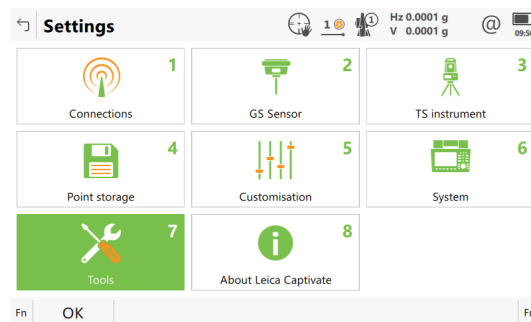 Settings
1
1
Hz 0.0001 g
V 0.0001 g
@
1
2
3
Connections
GS Sensor
TS instrument
4
5
6
Point storage
Customisation
System
7
8
Tools
About Leica Captivate
Fn
OK